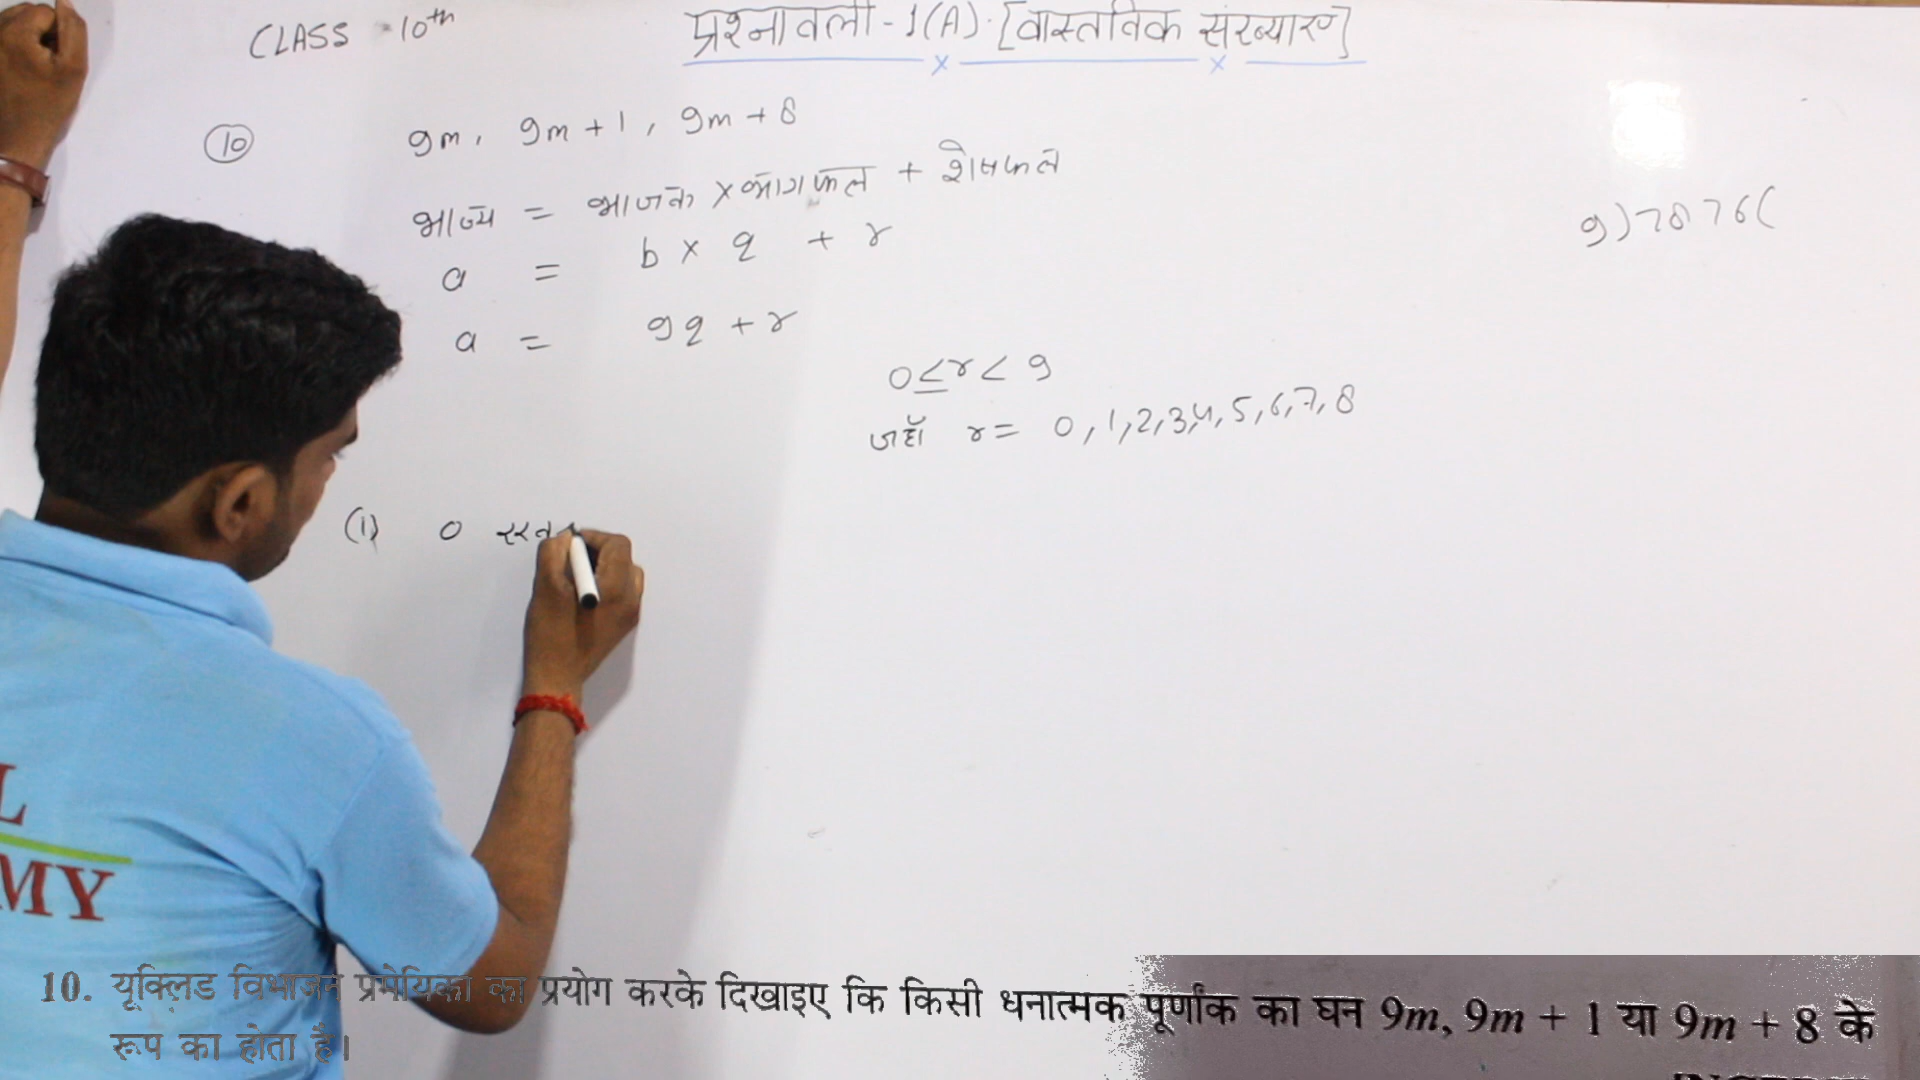 CLASS - 10th
प्रश्नावली - 1(A). [वास्तविक संख्याएँ]
(10) 9m, 9m + 1, 9m + 8
भाज्य = भाजक × भागफल + शेषफल
9)7876(
a = b × q + r
a = 9q + r
0 ≤ r < 9
जहाँ r = 0, 1, 2, 3, 4, 5, 6, 7, 8
(i) 0 रखने
L
MY
10. यूक्लिड विभाजन प्रमेयिका का प्रयोग करके दिखाइए कि किसी धनात्मक पूर्णांक का घन 9m, 9m + 1 या 9m + 8 के
रूप का होता है।